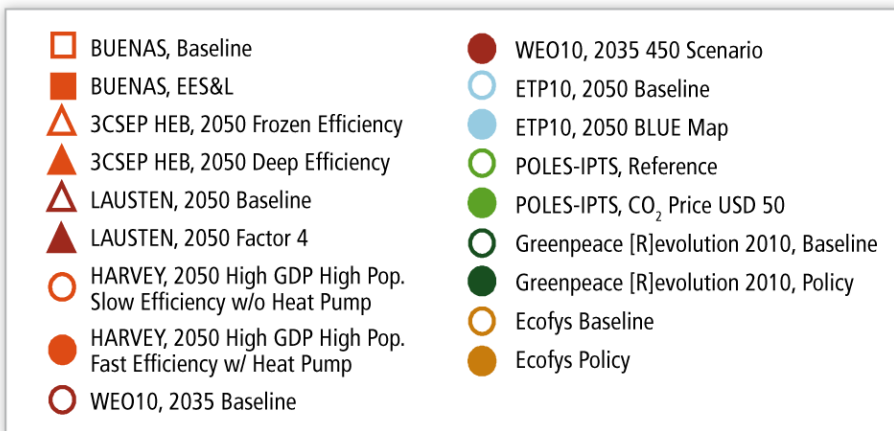 BUENAS, Baseline
BUENAS, EES&L
3CSEP HEB, 2050 Frozen Efficiency
3CSEP HEB, 2050 Deep Efficiency
LAUSTEN, 2050 Baseline
LAUSTEN, 2050 Factor 4
HARVEY, 2050 High GDP High Pop.
Slow Efficiency w/o Heat Pump
HARVEY, 2050 High GDP High Pop.
Fast Efficiency w/ Heat Pump
WEO10, 2035 Baseline
WEO10, 2035 450 Scenario
ETP10, 2050 Baseline
ETP10, 2050 BLUE Map
POLES-IPTS, Reference
POLES-IPTS, CO₂ Price USD 50
Greenpeace [R]evolution 2010, Baseline
Greenpeace [R]evolution 2010, Policy
Ecofys Baseline
Ecofys Policy